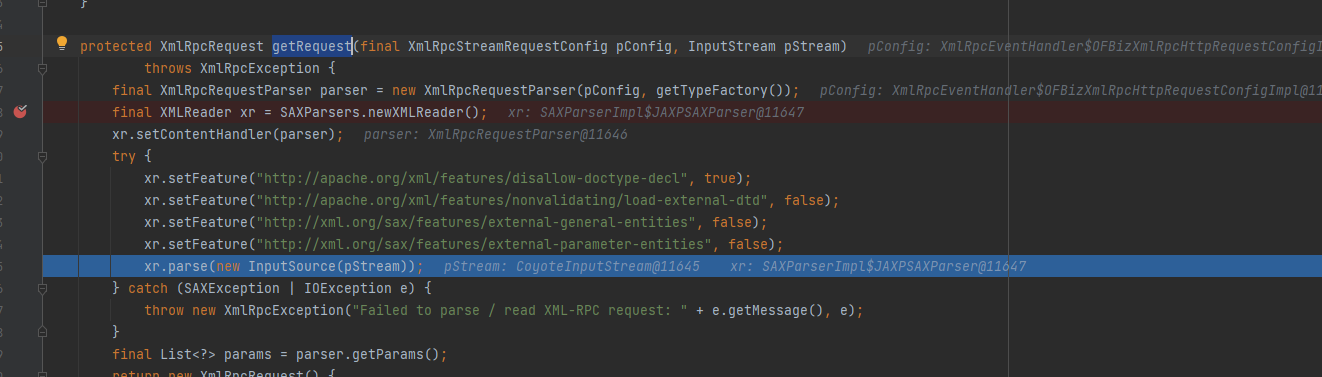 }
protected XmlRpcRequest getRequest(final XmlRpcStreamRequestConfig pConfig, InputStream pStream)   pConfig: XmlRpcEventHandler$OFBizXmlRpcHttpRequestConfigI
throws XmlRpcException {
final XmlRpcRequestParser parser = new XmlRpcRequestParser(pConfig, getTypeFactory());   pConfig: XmlRpcEventHandler$OFBizXmlRpcHttpRequestConfigImpl@11
final XMLReader xr = SAXParsers.newXMLReader();   xr: SAXParserImpl$JAXPSAXParser@11647
xr.setContentHandler(parser);   parser: XmlRpcRequestParser@11646
try {
xr.setFeature("http://apache.org/xml/features/disallow-doctype-decl", true);
xr.setFeature("http://apache.org/xml/features/nonvalidating/load-external-dtd", false);
xr.setFeature("http://xml.org/sax/features/external-general-entities", false);
xr.setFeature("http://xml.org/sax/features/external-parameter-entities", false);
xr.parse(new InputSource(pStream));   pStream: CoyoteInputStream@11645   xr: SAXParserImpl$JAXPSAXParser@11647
} catch (SAXException | IOException e) {
throw new XmlRpcException("Failed to parse / read XML-RPC request: " + e.getMessage(), e);
}
final List<?> params = parser.getParams();
return new XmlRpcRequest() {